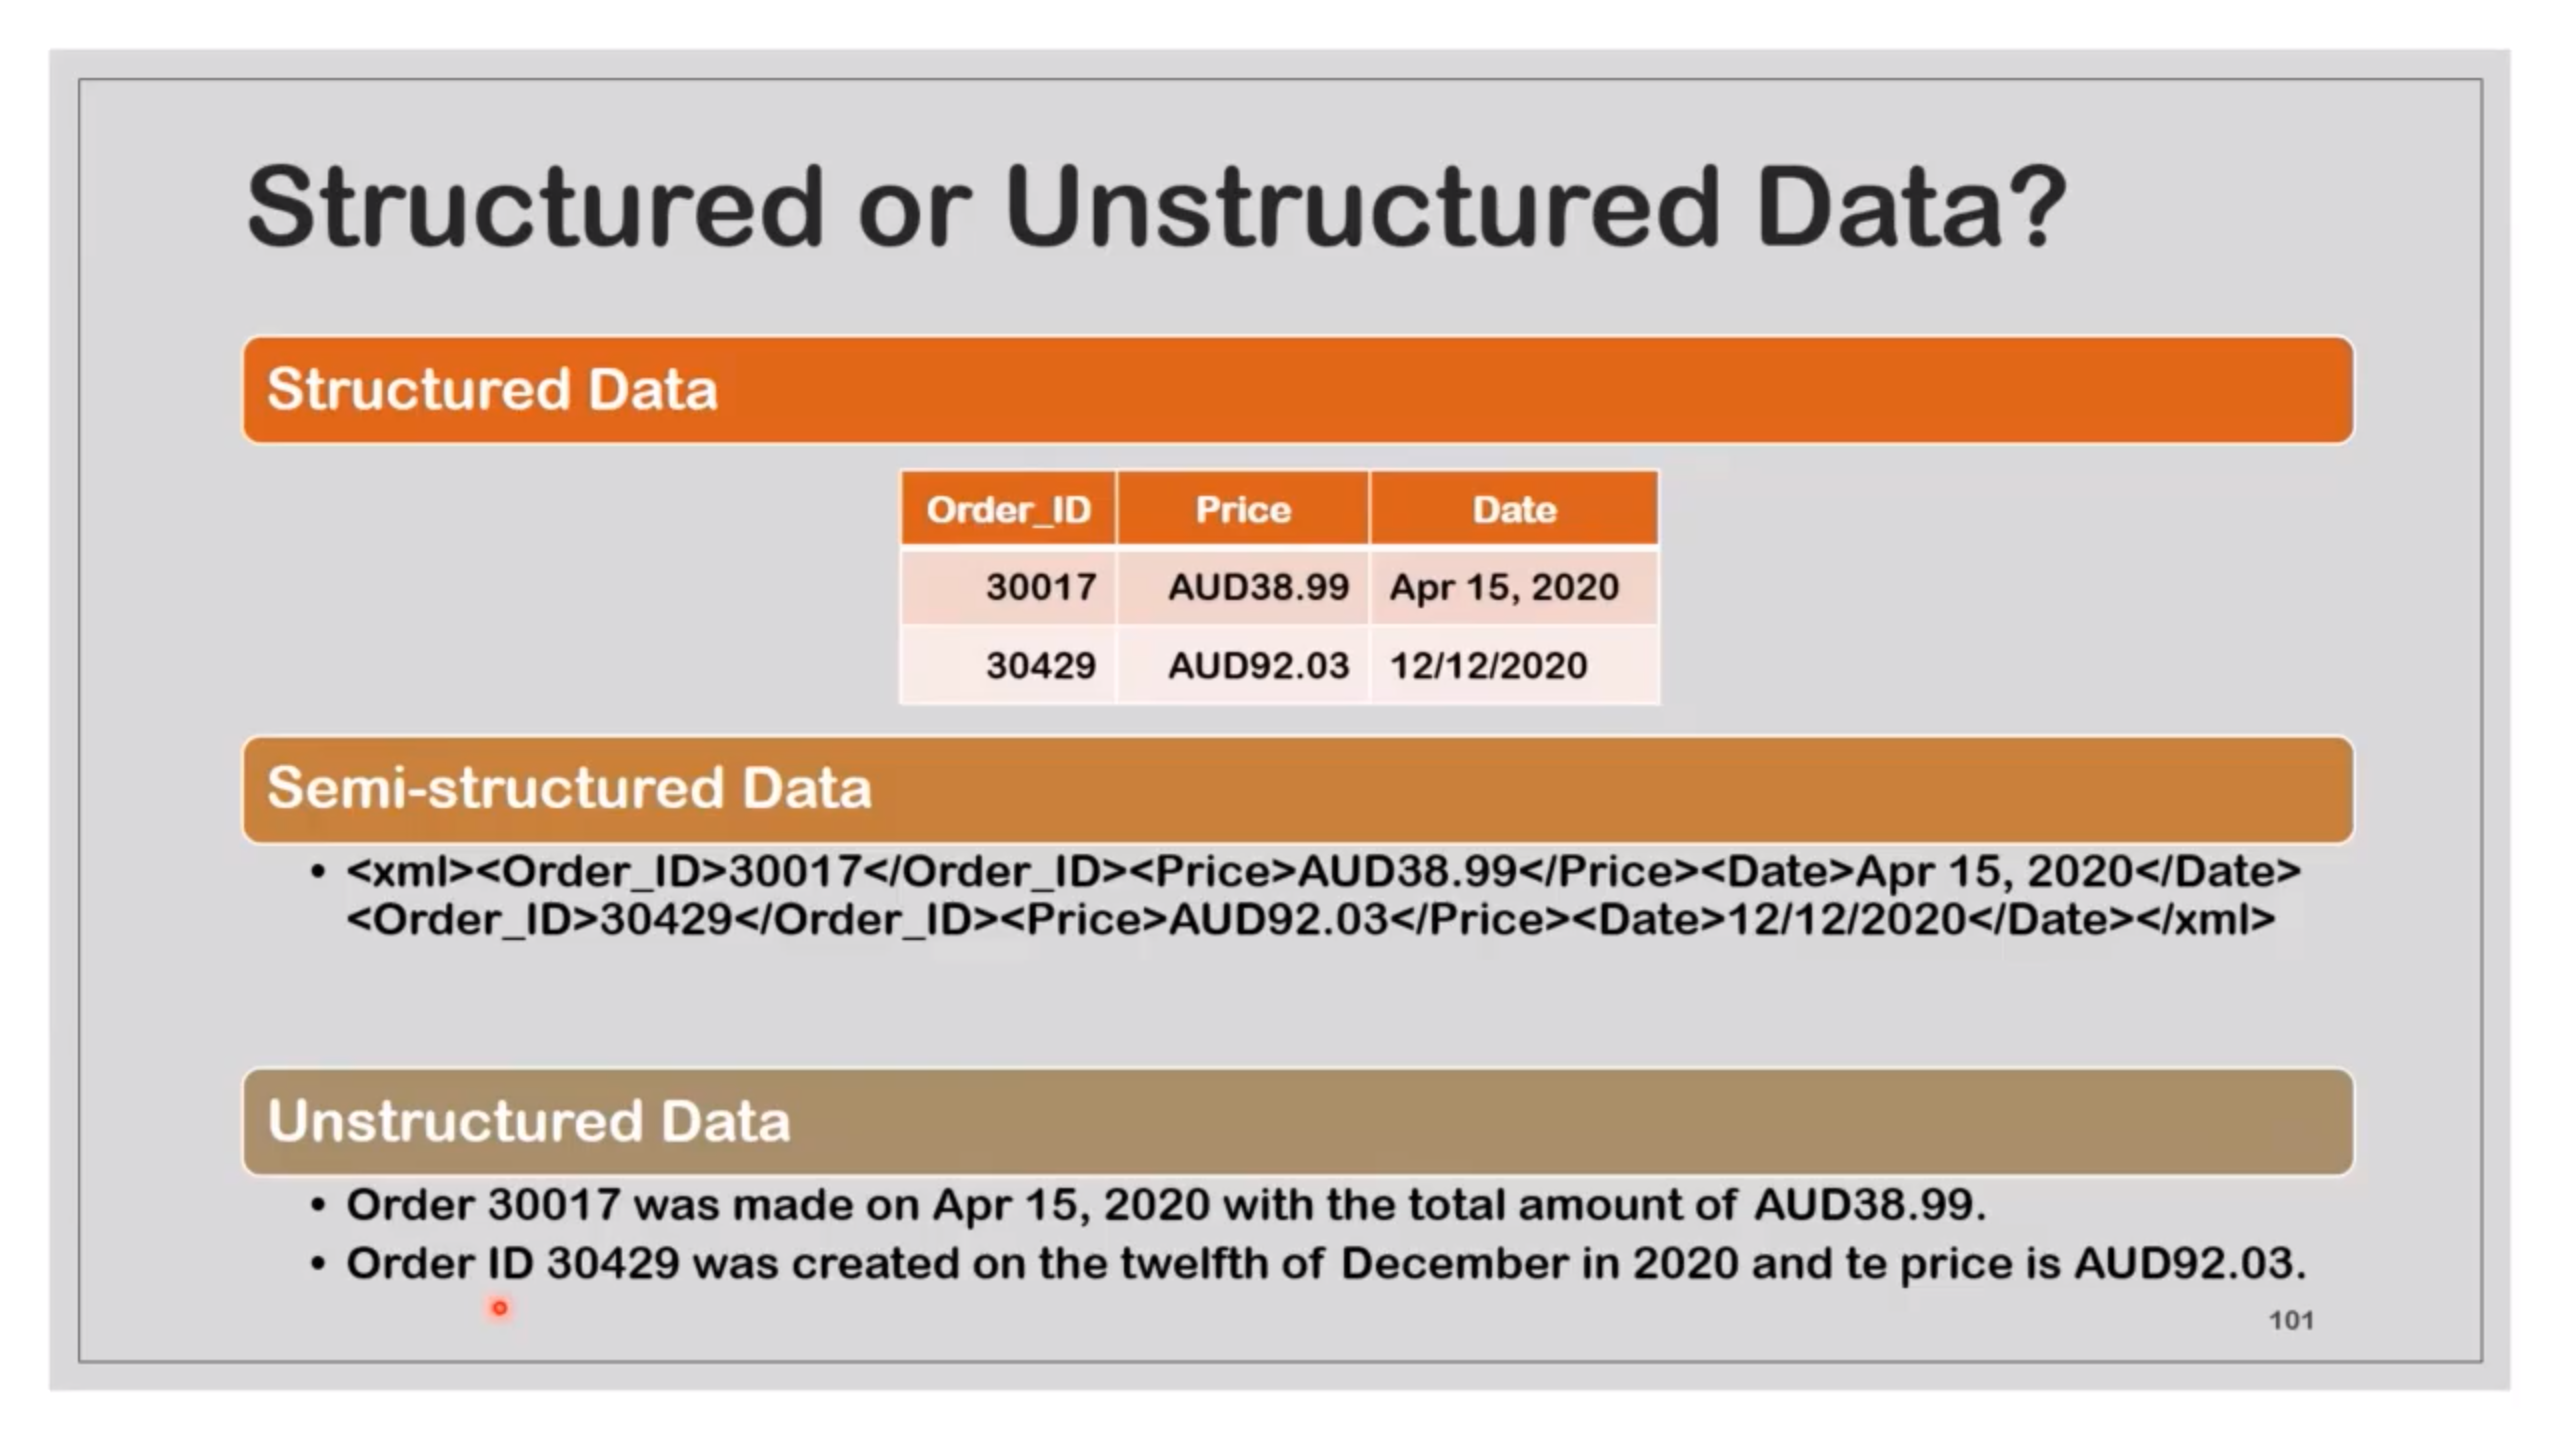 Structured or Unstructured Data?
Structured Data
Order_ID Price Date
30017 AUD38.99 Apr 15, 2020
30429 AUD92.03 12/12/2020
Semi-structured Data
• <xml><Order_ID>30017</Order_ID><Price>AUD38.99</Price><Date>Apr 15, 2020</Date>
<Order_ID>30429</Order_ID><Price>AUD92.03</Price><Date>12/12/2020</Date></xml>
Unstructured Data
• Order 30017 was made on Apr 15, 2020 with the total amount of AUD38.99.
• Order ID 30429 was created on the twelfth of December in 2020 and te price is AUD92.03.
101